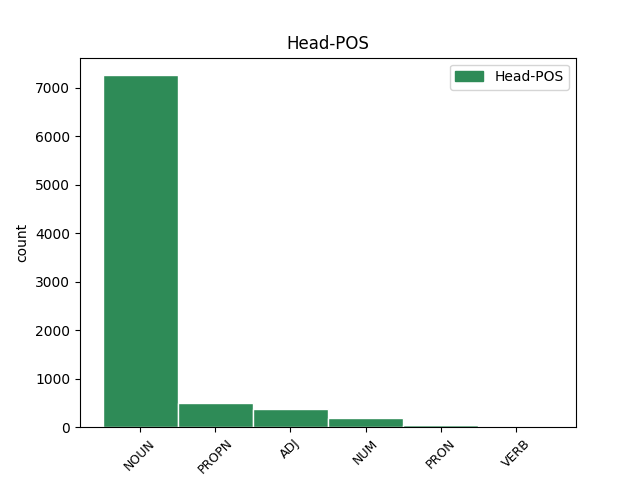 Head-POS
Head-POS
7000
6000
5000
4000
3000
2000
1000
0
count
NOUN
PROPN
ADJ
NUM
PRON
VERB